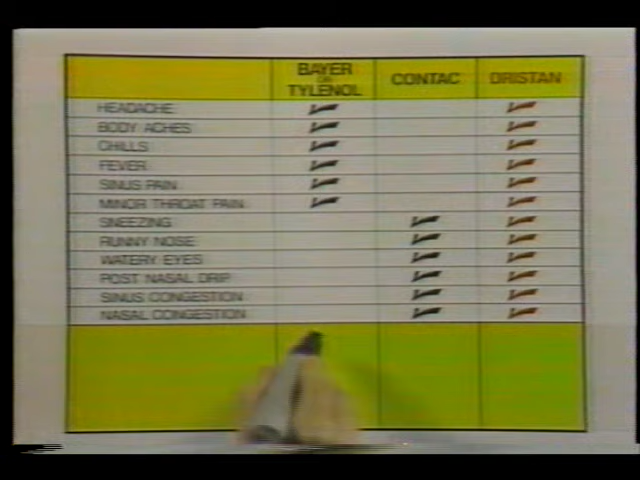 BAYER
OR
TYLENOL
CONTAC
DRISTAN
HEADACHE
BODY ACHES
CHILLS
FEVER
SINUS PAIN
MINOR THROAT PAIN
SNEEZING
RUNNY NOSE
WATERY EYES
POST NASAL DRIP
SINUS CONGESTION
NASAL CONGESTION